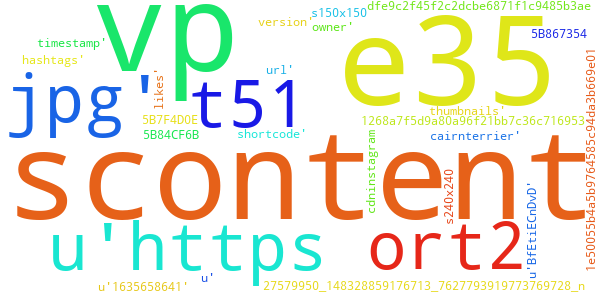 dfe9c2f45f2c2dcbe6871f1c9485b3ae
s150x150
version'
owner'
vp
e35
5B867354
timestamp'
hashtags'
url'
likes'
jpg'
t51
thumbnails'
5B7F4D0E
1268a7f5d9a80a96f21bb7c36c716953
5B84CF6B
shortcode'
cairnterrier'
1e50055b4a5b9764585c94da3b669e01
cdninstagram
scontent
s240x240
u'BfEtiECnDvD'
u'https
ort2
u'
u'1635658641'
27579950_148328859176713_7627793919773769728_n